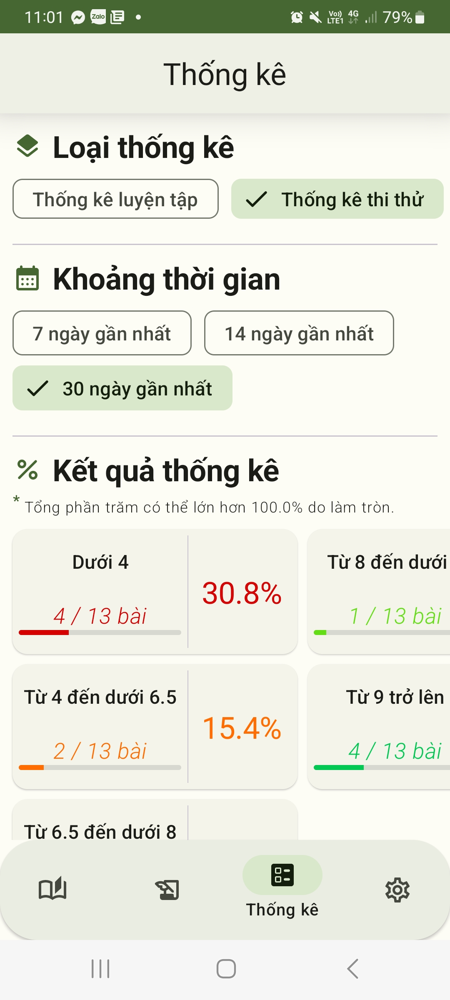 11:01
Zalo
Vo))
LTE1
4G
79%
Thống kê
Loại thống kê
Thống kê luyện tập
Thống kê thi thử
Khoảng thời gian
7 ngày gần nhất
14 ngày gần nhất
30 ngày gần nhất
% Kết quả thống kê
* Tổng phần trăm có thể lớn hơn 100.0% do làm tròn.
Dưới 4
30.8%
4 / 13 bài
Từ 8 đến dưới
1 / 13 bài
Từ 4 đến dưới 6.5
15.4%
2 / 13 bài
Từ 9 trở lên
4 / 13 bài
Từ 6.5 đến dưới 8
Thống kê